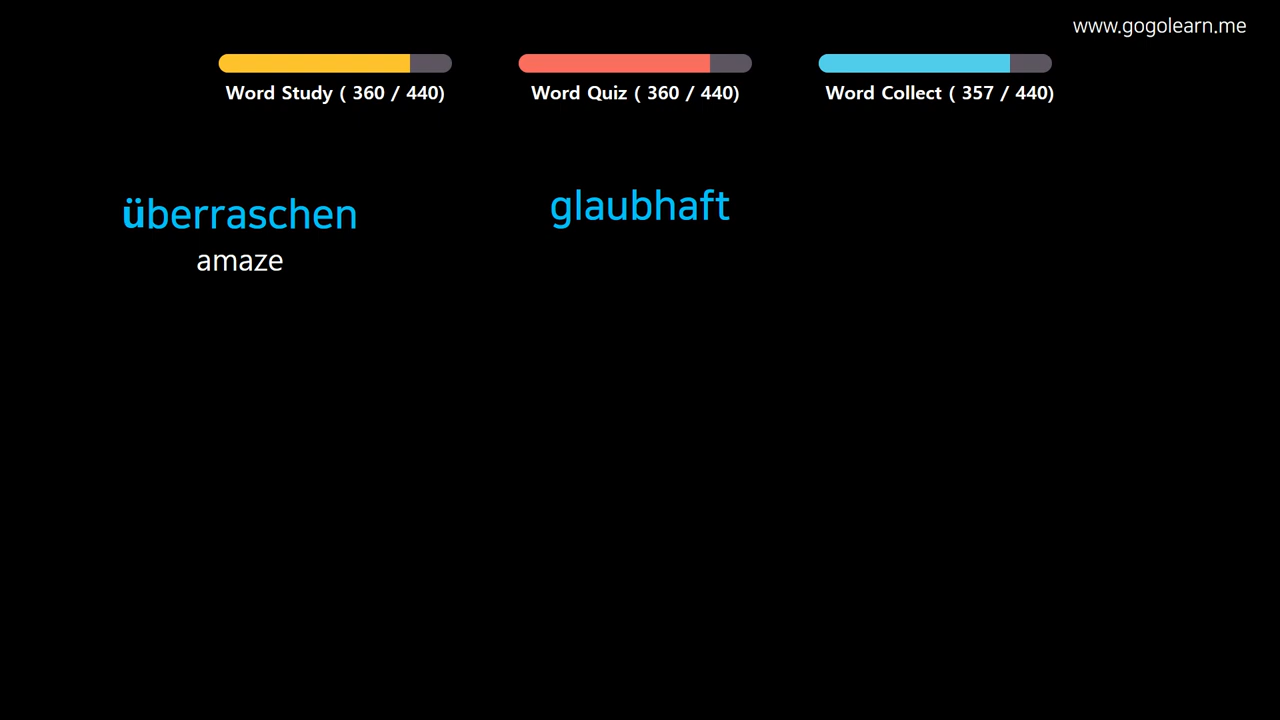 www.gogolearn.me
Word Study ( 360 / 440)
Word Quiz ( 360 / 440)
Word Collect ( 357 / 440)
überraschen
amaze
glaubhaft